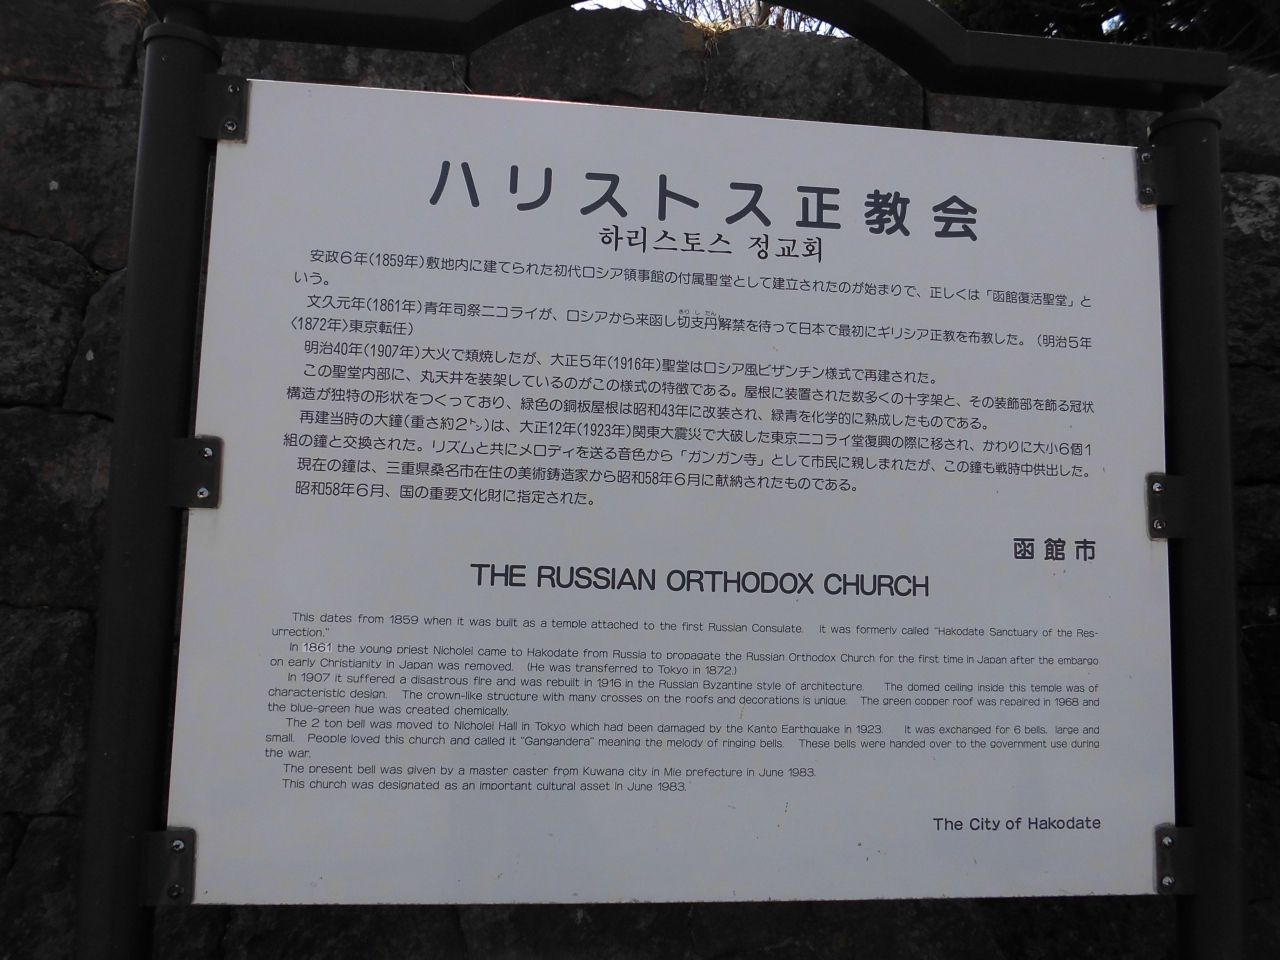 ハリストス正教会
하리스토스 정교회
安政6年(1859年)敷地内に建てられた初代ロシア領事館の付属聖堂として建立されたのが始まりで、正しくは「函館復活聖堂」と
いう。
文久元年(1861年)青年司祭ニコライが、ロシアから来函し切支丹解禁を待って日本で最初にギリシア正教を布教した。(明治5年
〈1872年〉東京転任)
明治40年(1907年)大火で類焼したが、大正5年(1916年)聖堂はロシア風ビザンチン様式で再建された。
この聖堂内部に、丸天井を装架しているのがこの様式の特徴である。屋根に装置された数多くの十字架と、その装飾部を飾る冠状
構造が独特の形状をつくっており、緑色の銅板屋根は昭和43年に改装され、緑青を化学的に熟成したものである。
再建当時の大鐘(重さ約2㌧)は、大正12年(1923年)関東大震災で大破した東京ニコライ堂復興の際に移され、かわりに大小6個1
組の鐘と交換された。リズムと共にメロディを送る音色から「ガンガン寺」として市民に親しまれたが、この鐘も戦時中供出した。
現在の鐘は、三重県桑名市在住の美術鋳造家から昭和58年6月に献納されたものである。
昭和58年6月、国の重要文化財に指定された。
函館市
THE RUSSIAN ORTHODOX CHURCH
This dates from 1859 when it was built as a temple attached to the first Russian Consulate. It was formerly called "Hakodate Sanctuary of the Res-
urrection."
In 1861 the young priest Nicholei came to Hakodate from Russia to propagate the Russian Orthodox Church for the first time in Japan after the embargo
on early Christianity in Japan was removed. (He was transferred to Tokyo in 1872.)
In 1907 it suffered a disastrous fire and was rebuilt in 1916 in the Russian Byzantine style of architecture. The domed ceiling inside this temple was of
characteristic design. The crown-like structure with many crosses on the roofs and decorations is unique. The green copper roof was repaired in 1968 and
the blue-green hue was created chemically.
The 2 ton bell was moved to Nicholei Hall in Tokyo which had been damaged by the Kanto Earthquake in 1923. It was exchanged for 6 bells, large and
small. People loved this church and called it "Gangandera" meaning the melody of ringing bells. These bells were handed over to the government use during
the war.
The present bell was given by a master caster from Kuwana city in Mie prefecture in June 1983.
This church was designated as an important cultural asset in June 1983.
The City of Hakodate